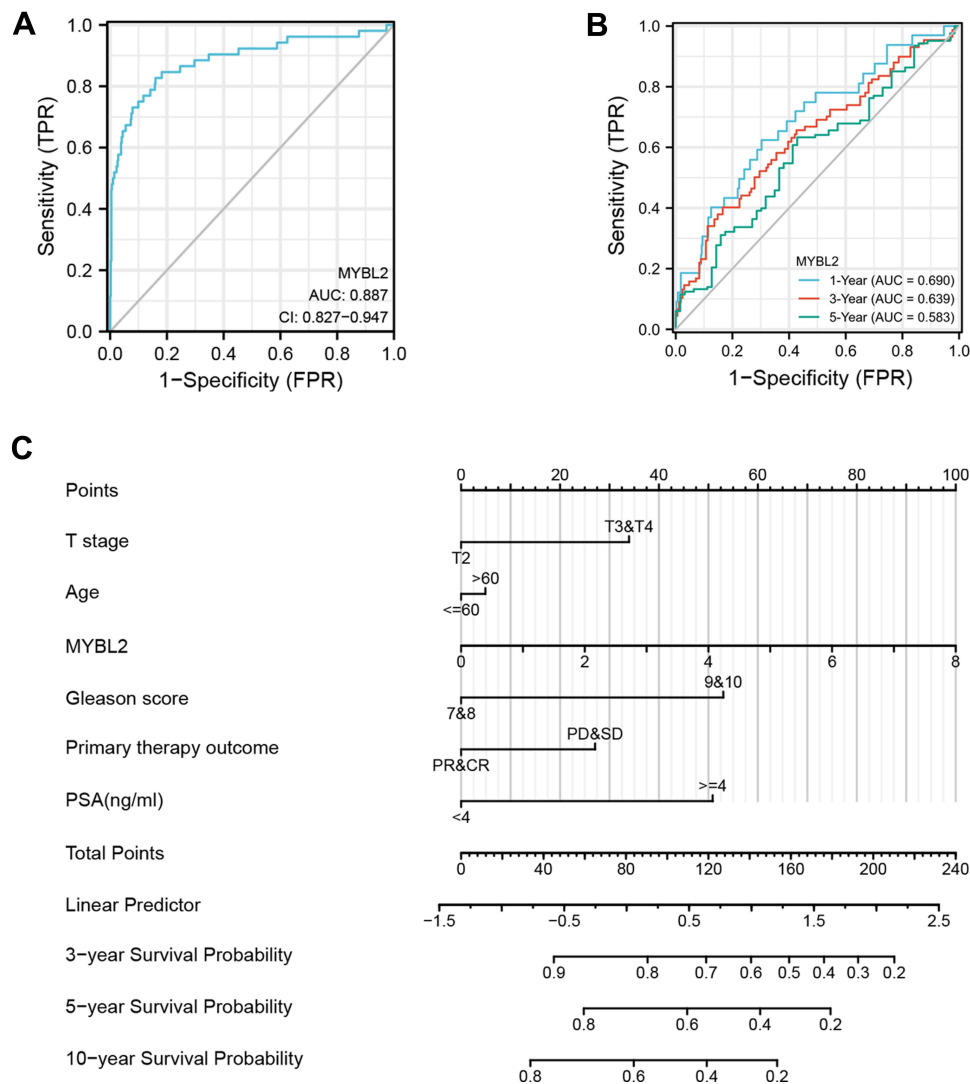 A
1.0
0.8
0.6
0.4
0.2
0.0
Sensitivity (TPR)
MYBL2
AUC: 0.887
CI: 0.827−0.947
0.0 0.2 0.4 0.6 0.8 1.0
1−Specificity (FPR)
B
1.0
0.8
0.6
0.4
0.2
0.0
Sensitivity (TPR)
MYBL2
1-Year (AUC = 0.690)
3-Year (AUC = 0.639)
5-Year (AUC = 0.583)
0.0 0.2 0.4 0.6 0.8 1.0
1−Specificity (FPR)
C
0 20 40 60 80 100
Points
T3&T4
T stage
T2
>60
Age
<=60
MYBL2
0 2 4 6 8
9&10
Gleason score
7&8
PD&SD
Primary therapy outcome
PR&CR
>=4
PSA(ng/ml)
<4
Total Points
0 40 80 120 160 200 240
Linear Predictor
−1.5 −0.5 0.5 1.5 2.5
3−year Survival Probability
0.9 0.8 0.7 0.6 0.5 0.4 0.3 0.2
5−year Survival Probability
0.8 0.6 0.4 0.2
10−year Survival Probability
0.8 0.6 0.4 0.2